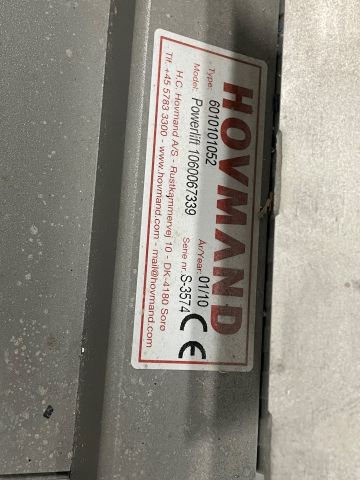 HOVMAND
Type: 6010101052 År/Year: 01/10
Model: Powerlift 1060067339 Serie nr. S-3574
CE
H.C. Hovmand A/S - Rustkammervej 10 - DK-4180 Sorø
Tlf. +45 5783 3300 - www.hovmand.com - mail@hovmand.com